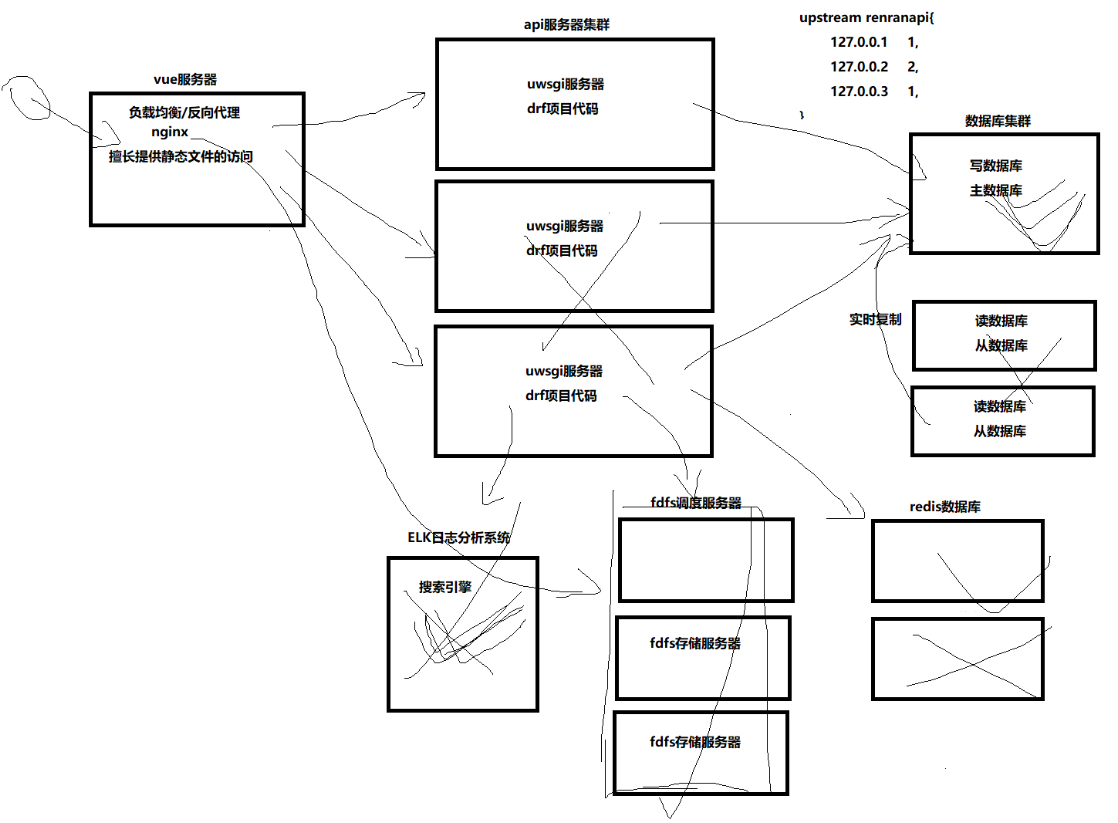 api服务器集群
upstream renranapi{
127.0.0.1 1,
127.0.0.2 2,
127.0.0.3 1,
}
vue服务器
负载均衡/反向代理
nginx
擅长提供静态文件的访问
uwsgi服务器
drf项目代码
uwsgi服务器
drf项目代码
uwsgi服务器
drf项目代码
数据库集群
写数据库
主数据库
实时复制
读数据库
从数据库
读数据库
从数据库
ELK日志分析系统
搜索引擎
fdfs调度服务器
fdfs存储服务器
fdfs存储服务器
redis数据库